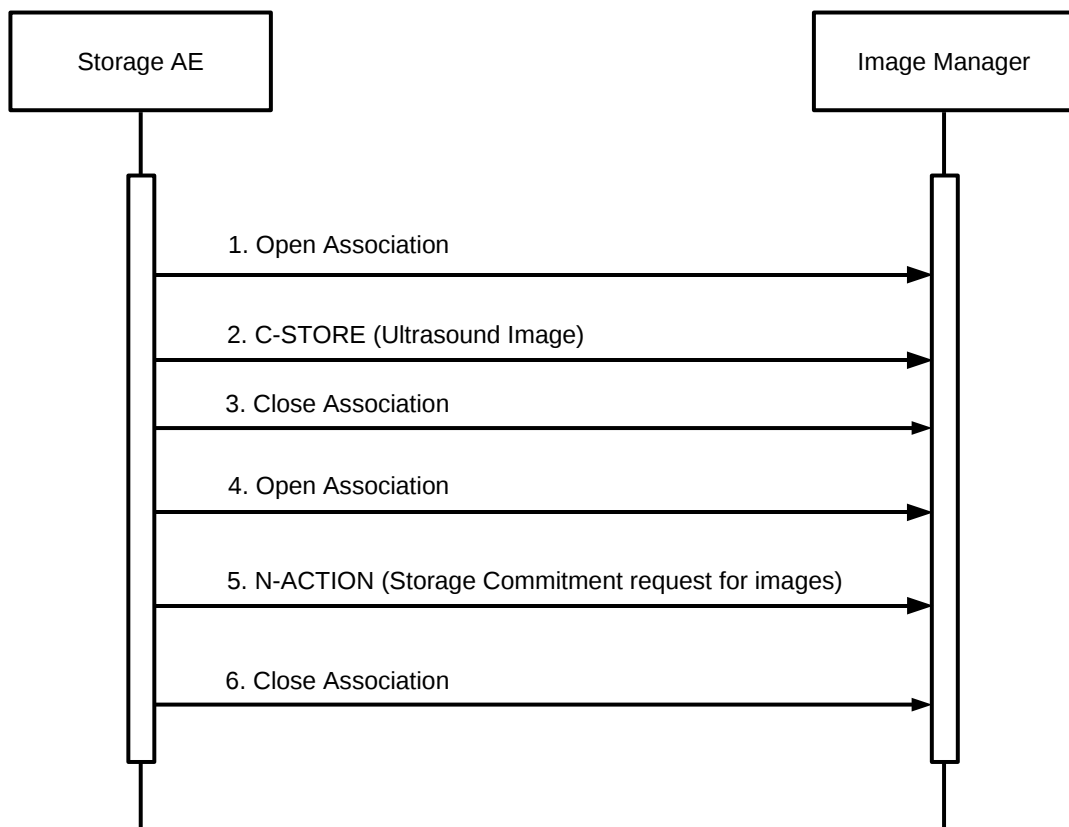 Storage AE
Image Manager
1. Open Association
2. C-STORE (Ultrasound Image)
3. Close Association
4. Open Association
5. N-ACTION (Storage Commitment request for images)
6. Close Association